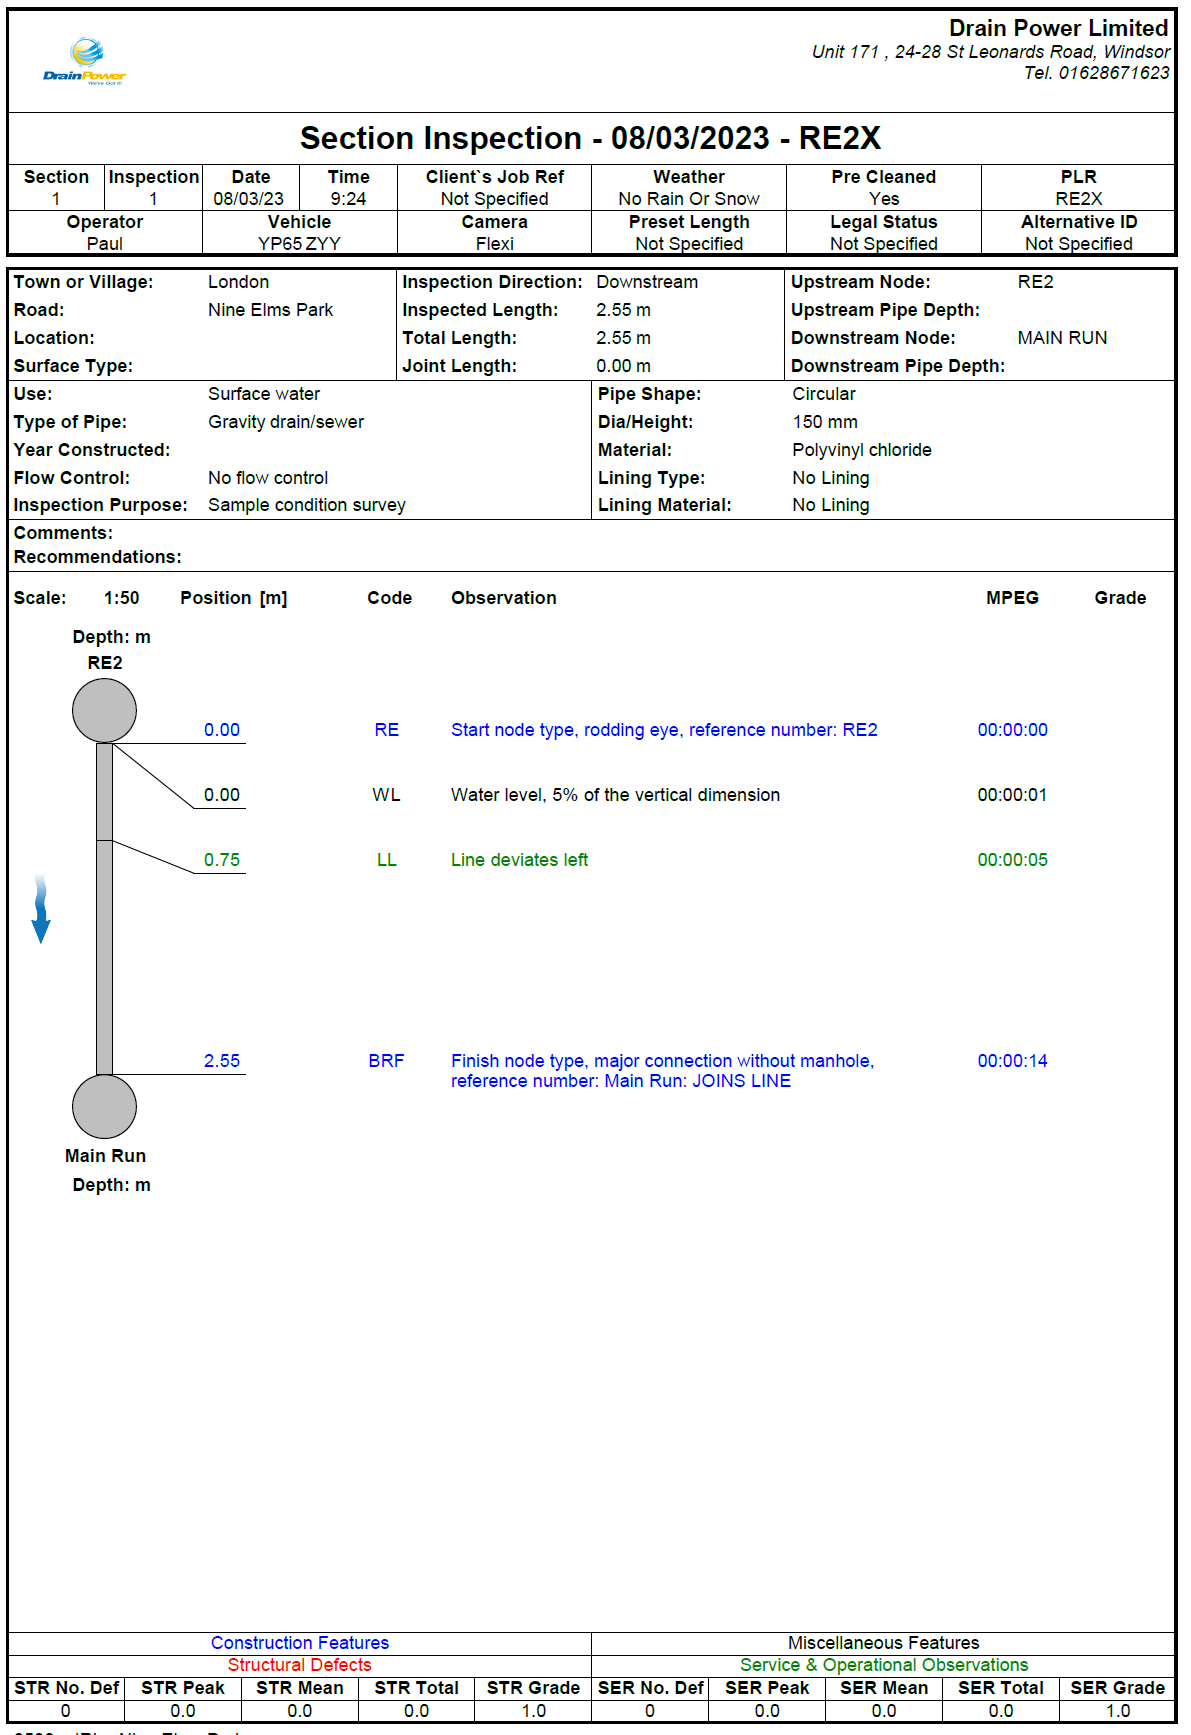 Drain Power Limited
Unit 171 , 24-28 St Leonards Road, Windsor
Tel. 01628671623
DrainPower
We've Got It!
Section Inspection - 08/03/2023 - RE2X
Section Inspection Date Time Client`s Job Ref Weather Pre Cleaned PLR
1 1 08/03/23 9:24 Not Specified No Rain Or Snow Yes RE2X
Operator Vehicle Camera Preset Length Legal Status Alternative ID
Paul YP65 ZYY Flexi Not Specified Not Specified Not Specified
Town or Village: London Inspection Direction: Downstream Upstream Node: RE2
Road: Nine Elms Park Inspected Length: 2.55 m Upstream Pipe Depth:
Location: Total Length: 2.55 m Downstream Node: MAIN RUN
Surface Type: Joint Length: 0.00 m Downstream Pipe Depth:
Use: Surface water Pipe Shape: Circular
Type of Pipe: Gravity drain/sewer Dia/Height: 150 mm
Year Constructed: Material: Polyvinyl chloride
Flow Control: No flow control Lining Type: No Lining
Inspection Purpose: Sample condition survey Lining Material: No Lining
Comments:
Recommendations:
Scale: 1:50 Position [m] Code Observation MPEG Grade
Depth: m
RE2
0.00 RE Start node type, rodding eye, reference number: RE2 00:00:00
0.00 WL Water level, 5% of the vertical dimension 00:00:01
0.75 LL Line deviates left 00:00:05
2.55 BRF Finish node type, major connection without manhole, 00:00:14
reference number: Main Run: JOINS LINE
Main Run
Depth: m
Construction Features Miscellaneous Features
Structural Defects Service & Operational Observations
STR No. Def STR Peak STR Mean STR Total STR Grade SER No. Def SER Peak SER Mean SER Total SER Grade
0 0.0 0.0 0.0 1.0 0 0.0 0.0 0.0 1.0